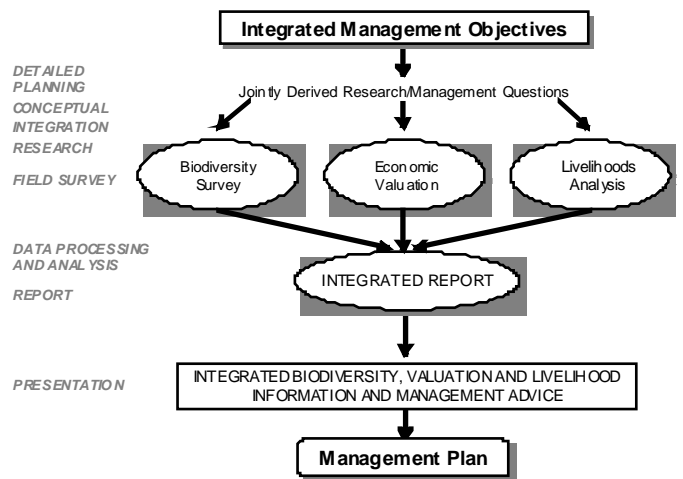 Integrated Management Objectives
DETAILED
PLANNING
Jointly Derived Research/Management Questions
CONCEPTUAL
INTEGRATION
RESEARCH
Biodiversity
Survey
Economic
Valuation
Livelihoods
Analysis
FIELD SURVEY
DATA PROCESSING
AND ANALYSIS
INTEGRATED REPORT
REPORT
PRESENTATION
INTEGRATED BIODIVERSITY, VALUATION AND LIVELIHOOD
INFORMATION AND MANAGEMENT ADVICE
Management Plan